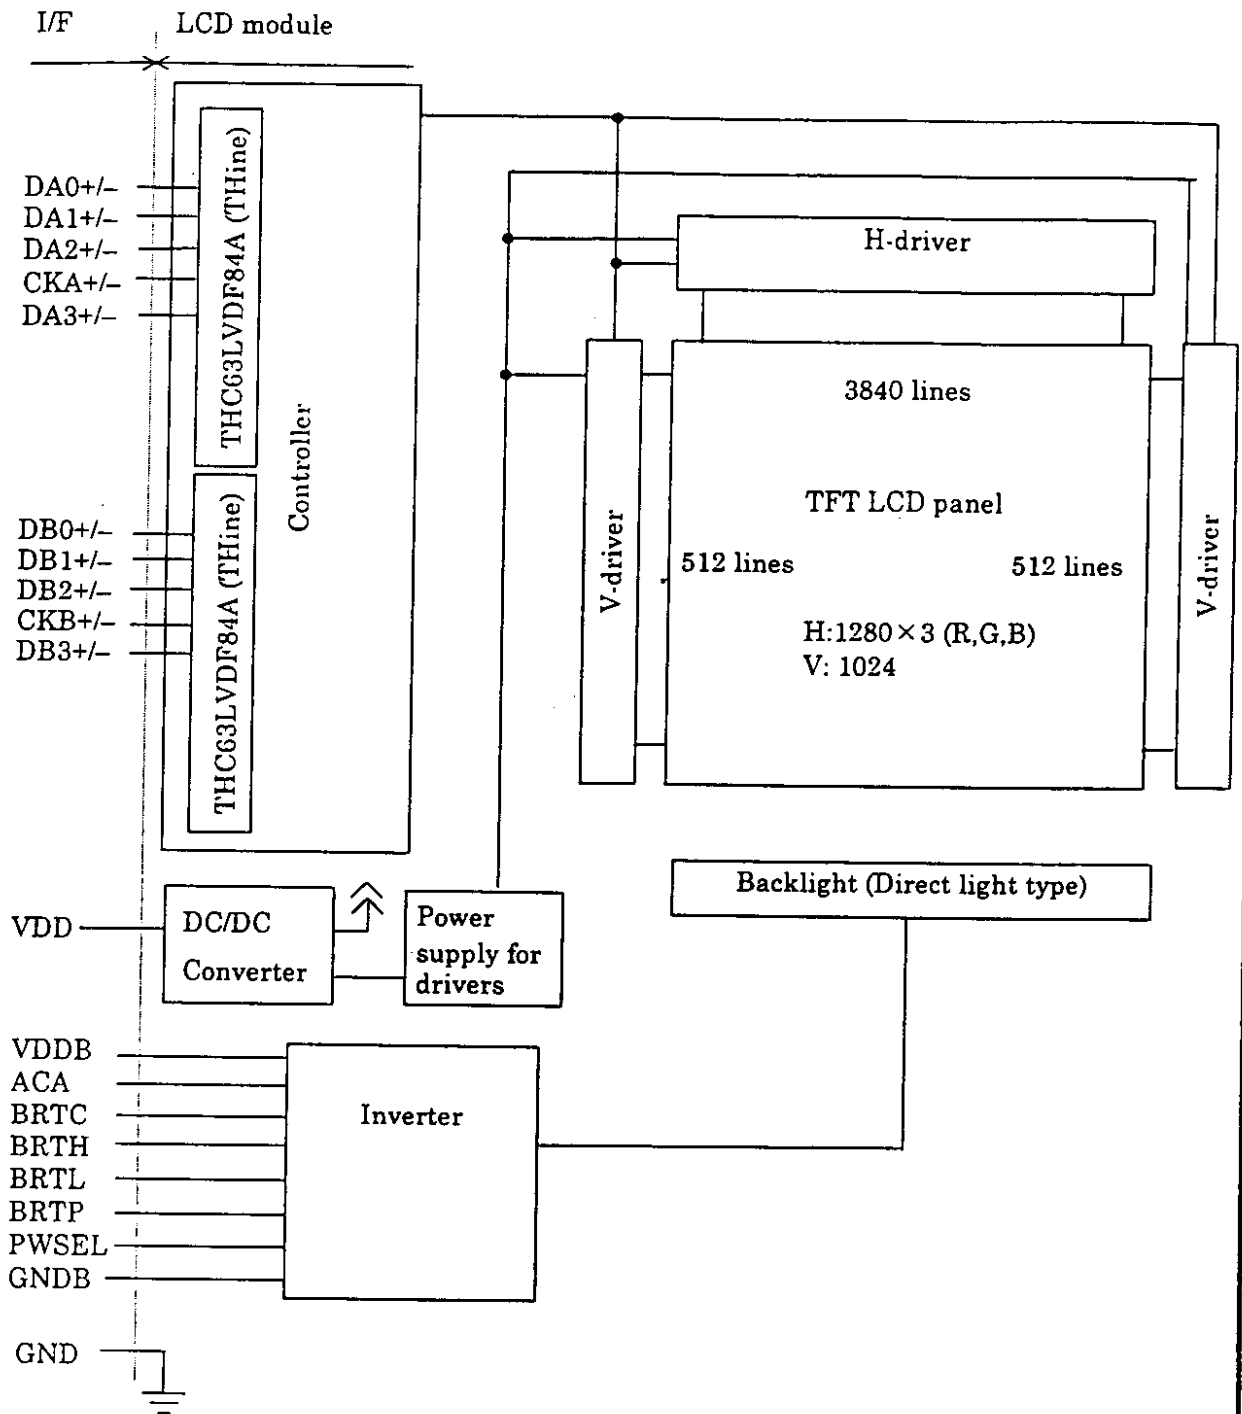 I/F
LCD module
DA0+/–
DA1+/–
DA2+/–
CKA+/–
DA3+/–
THC63LVDF84A (THine)
DB0+/–
DB1+/–
DB2+/–
CKB+/–
DB3+/–
THC63LVDF84A (THine)
Controller
H-driver
V-driver
3840 lines
TFT LCD panel
512 lines
512 lines
H:1280×3 (R,G,B)
V: 1024
V-driver
Backlight (Direct light type)
VDD
DC/DC
Converter
Power
supply for
drivers
VDDB
ACA
BRTC
BRTH
BRTL
BRTP
PWSEL
GNDB
Inverter
GND